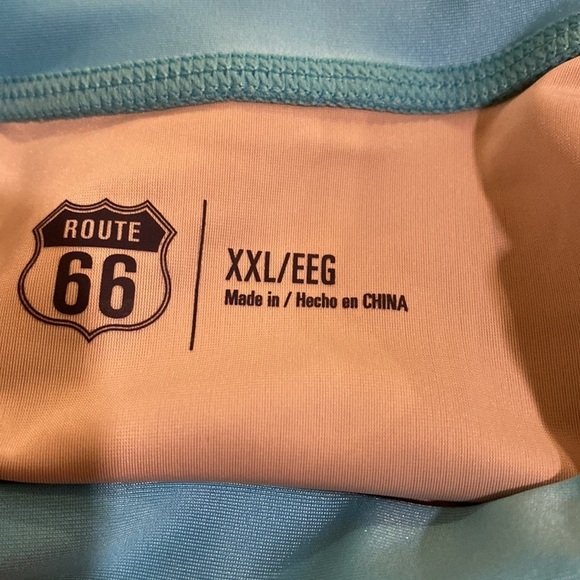 ROUTE
66
XXL/EEG
Made in / Hecho en CHINA